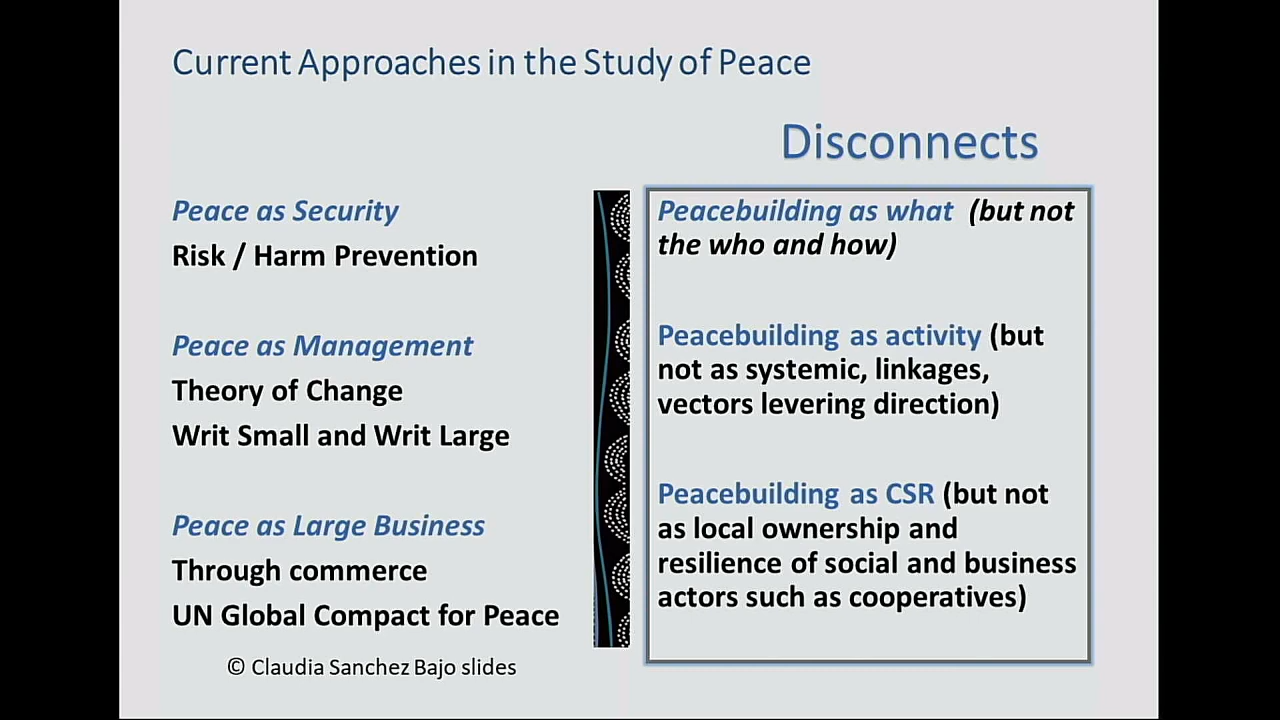 Current Approaches in the Study of Peace
Disconnects
Peace as Security
Risk / Harm Prevention
Peace as Management
Theory of Change
Writ Small and Writ Large
Peace as Large Business
Through commerce
UN Global Compact for Peace
© Claudia Sanchez Bajo slides
Peacebuilding as what (but not
the who and how)
Peacebuilding as activity (but
not as systemic, linkages,
vectors levering direction)
Peacebuilding as CSR (but not
as local ownership and
resilience of social and business
actors such as cooperatives)